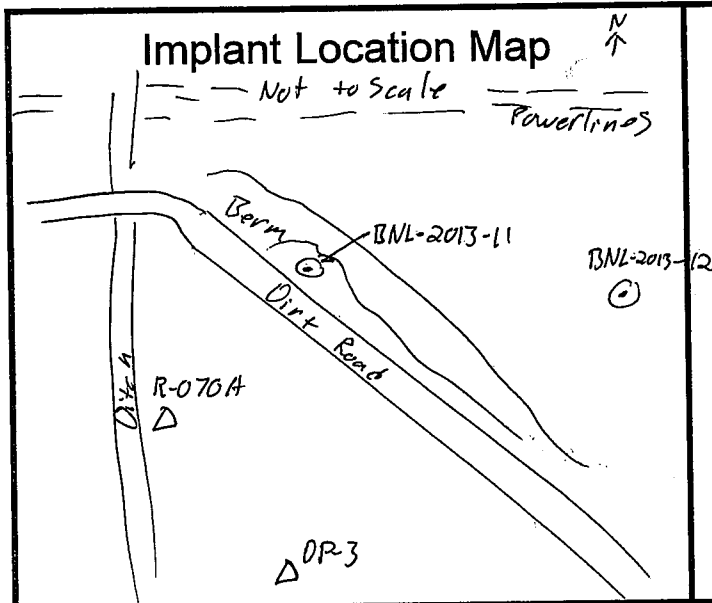 Implant Location Map
N
Not to Scale
Powerlines
Berm
BNL-2013-11
BNL-2013-12
Dirt Road
Ditch
R-070A
OP-3